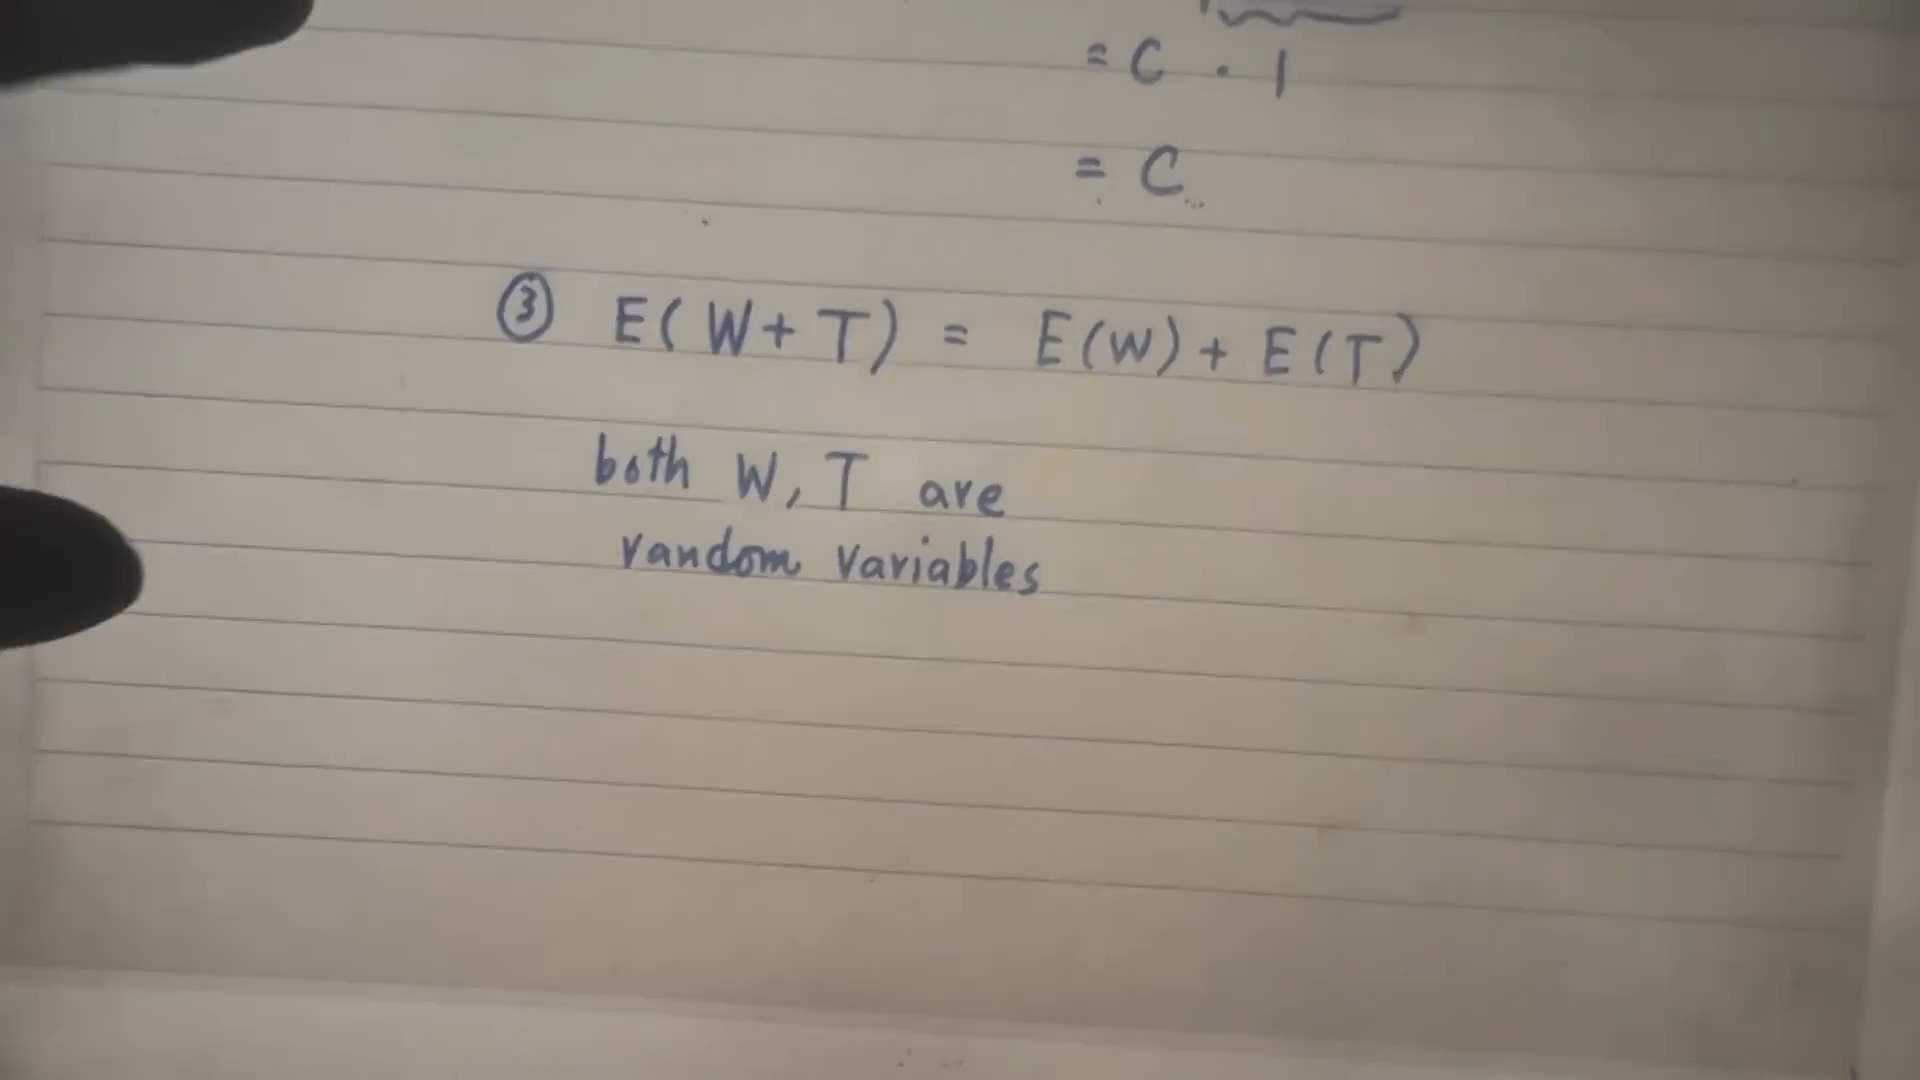 = C . 1
= C
③ E(W+T) = E(W) + E(T)
both W, T are
random variables